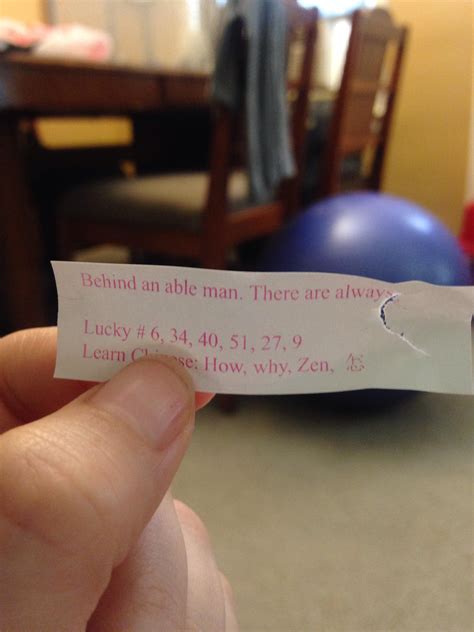 Behind an able man. There are always
Lucky # 6, 34, 40, 51, 27, 9
Learn Chinese: How, why, Zen, 怎